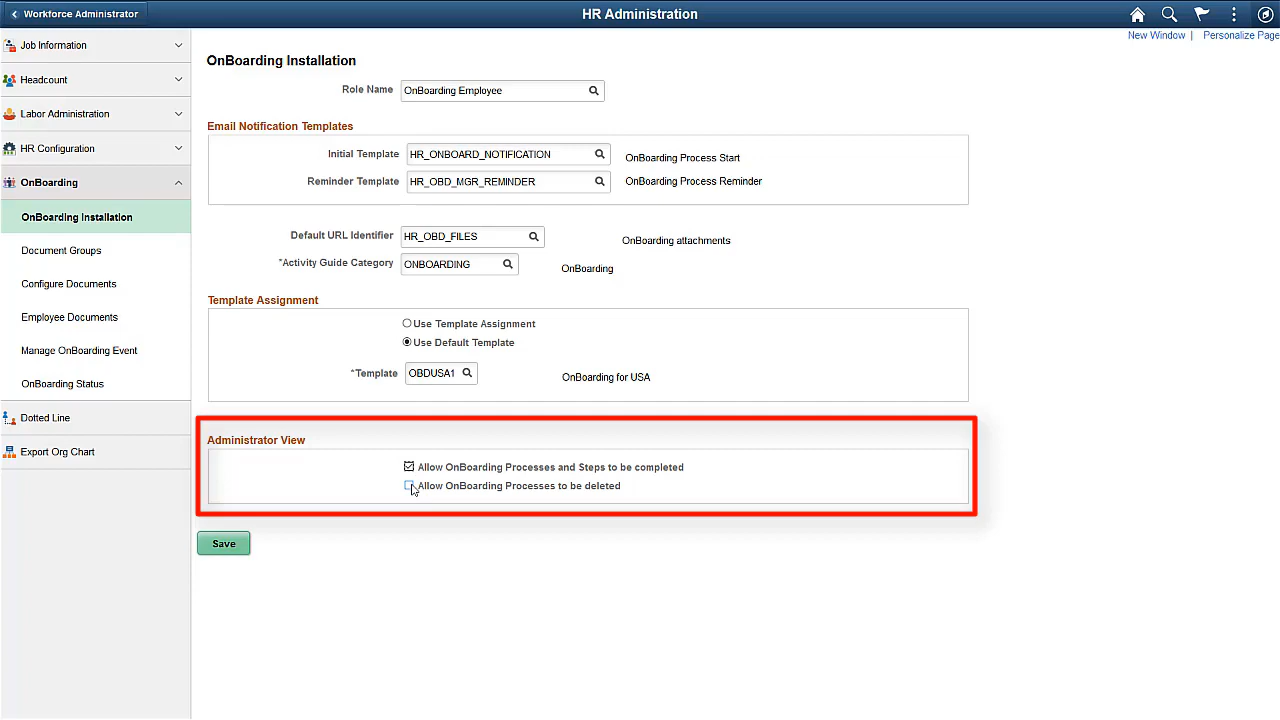 Workforce Administrator
HR Administration
New Window | Personalize Page
Job Information
Headcount
Labor Administration
HR Configuration
OnBoarding
OnBoarding Installation
Document Groups
Configure Documents
Employee Documents
Manage OnBoarding Event
OnBoarding Status
Dotted Line
Export Org Chart
OnBoarding Installation
Role Name OnBoarding Employee
Email Notification Templates
Initial Template HR_ONBOARD_NOTIFICATION OnBoarding Process Start
Reminder Template HR_OBD_MGR_REMINDER OnBoarding Process Reminder
Default URL Identifier HR_OBD_FILES OnBoarding attachments
*Activity Guide Category ONBOARDING OnBoarding
Template Assignment
Use Template Assignment
Use Default Template
*Template OBDUSA1 OnBoarding for USA
Administrator View
Allow OnBoarding Processes and Steps to be completed
Allow OnBoarding Processes to be deleted
Save